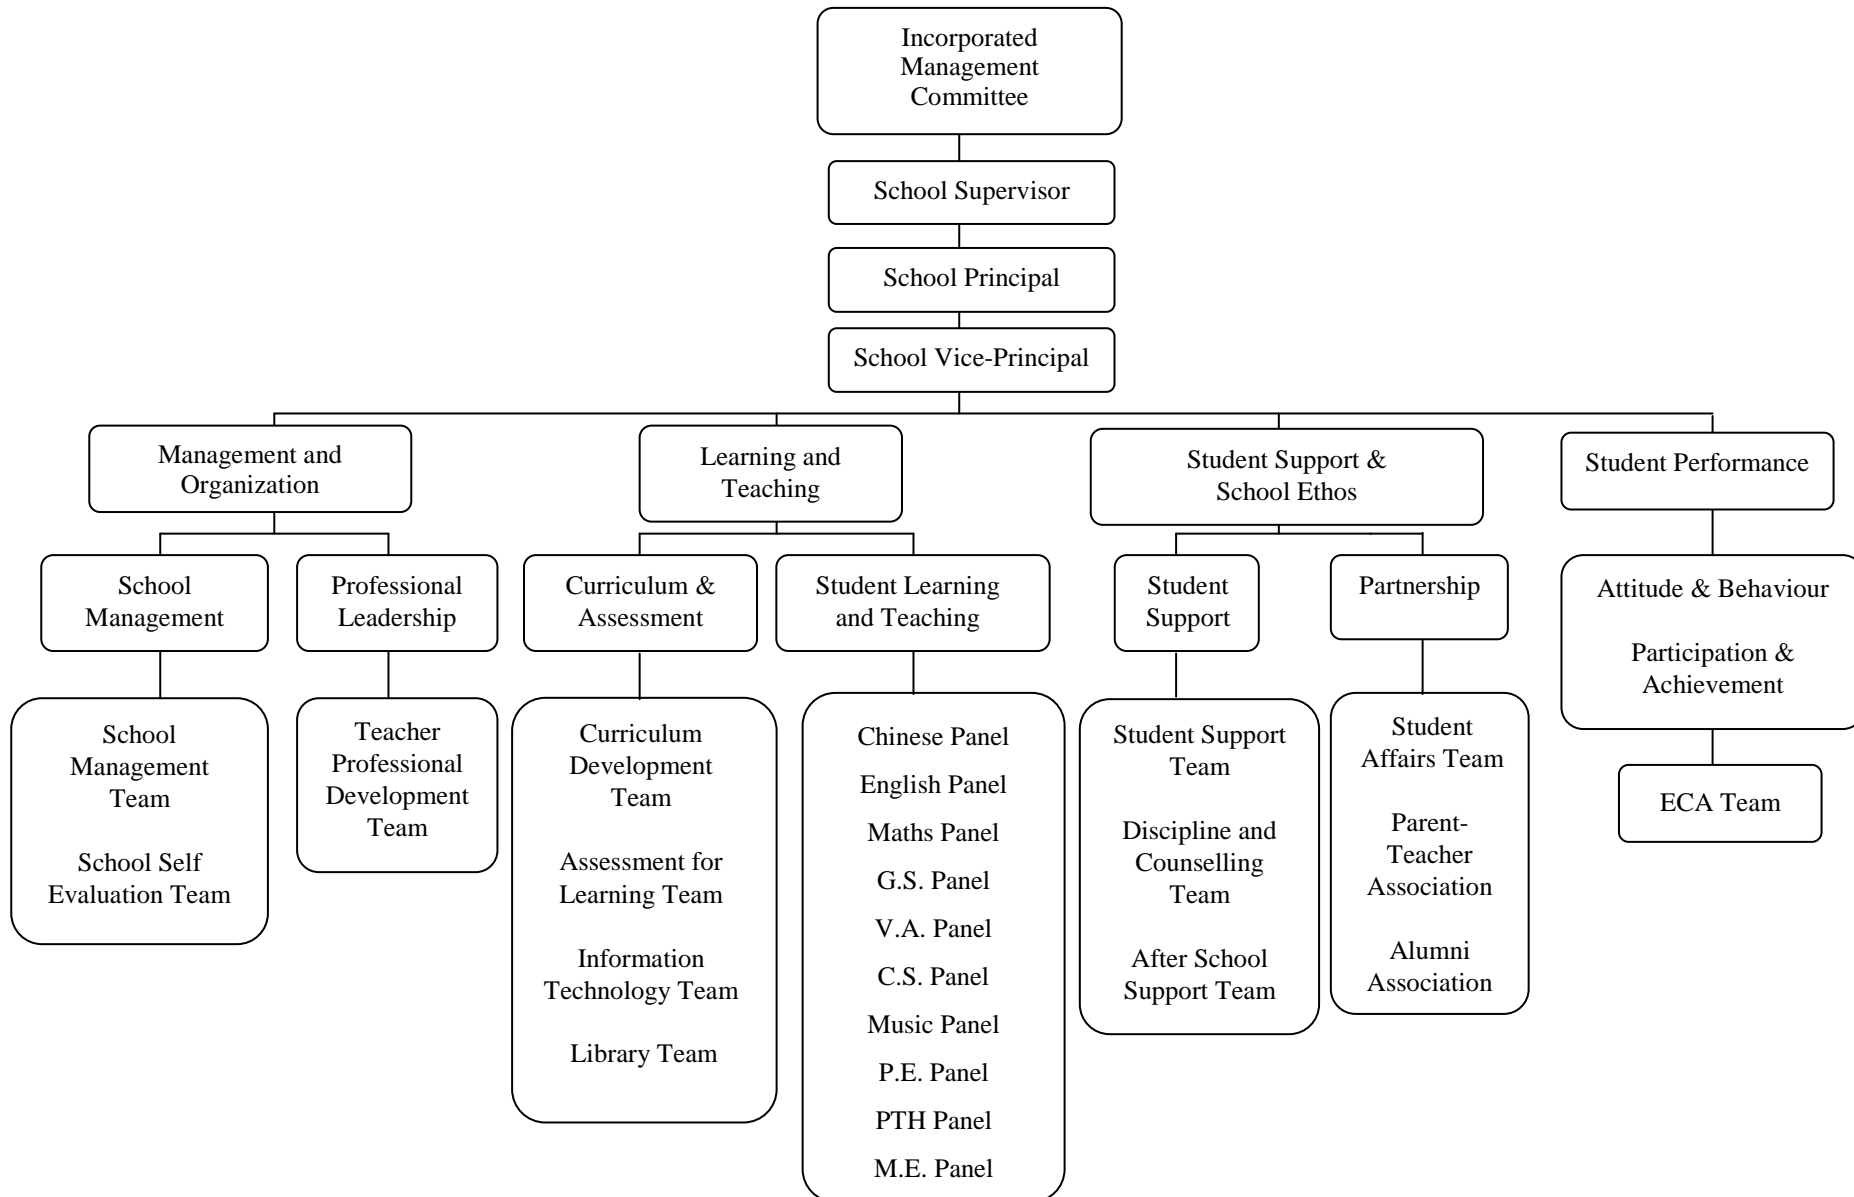 Incorporated
Management
Committee
School Supervisor
School Principal
School Vice-Principal
Management and
Organization
Learning and
Teaching
Student Support &
School Ethos
Student Performance
School
Management
Professional
Leadership
Curriculum &
Assessment
Student Learning
and Teaching
Student
Support
Partnership
Attitude & Behaviour
Participation &
Achievement
School
Management
Team
School Self
Evaluation Team
Teacher
Professional
Development
Team
Curriculum
Development
Team
Assessment for
Learning Team
Information
Technology Team
Library Team
Chinese Panel
English Panel
Maths Panel
G.S. Panel
V.A. Panel
C.S. Panel
Music Panel
P.E. Panel
PTH Panel
M.E. Panel
Student Support
Team
Discipline and
Counselling
Team
After School
Support Team
Student
Affairs Team
Parent-
Teacher
Association
Alumni
Association
ECA Team